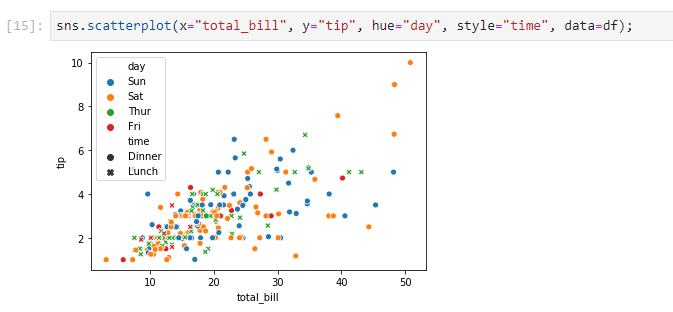 [15]: sns.scatterplot(x="total_bill", y="tip", hue="day", style="time", data=df);
day
Sun
Sat
Thur
Fri
time
Dinner
Lunch
10
8
6
4
2
tip
10
20
30
40
50
total_bill